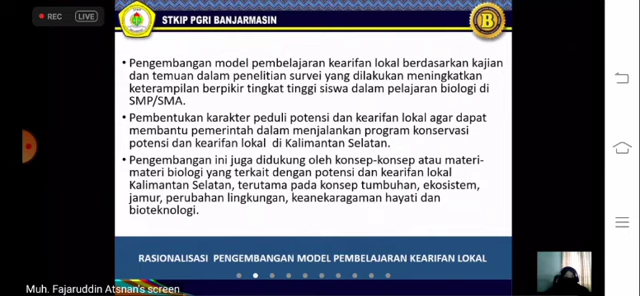 REC LIVE
STKIP PGRI BANJARMASIN
B
• Pengembangan model pembelajaran kearifan lokal berdasarkan kajian
dan temuan dalam penelitian survei yang dilakukan meningkatkan
keterampilan berpikir tingkat tinggi siswa dalam pelajaran biologi di
SMP/SMA.
• Pembentukan karakter peduli potensi dan kearifan lokal agar dapat
membantu pemerintah dalam menjalankan program konservasi
potensi dan kearifan lokal di Kalimantan Selatan.
• Pengembangan ini juga didukung oleh konsep-konsep atau materi-
materi biologi yang terkait dengan potensi dan kearifan lokal
Kalimantan Selatan, terutama pada konsep tumbuhan, ekosistem,
jamur, perubahan lingkungan, keanekaragaman hayati dan
bioteknologi.
RASIONALISASI PENGEMBANGAN MODEL PEMBELAJARAN KEARIFAN LOKAL
Muh. Fajaruddin Atsnan's screen